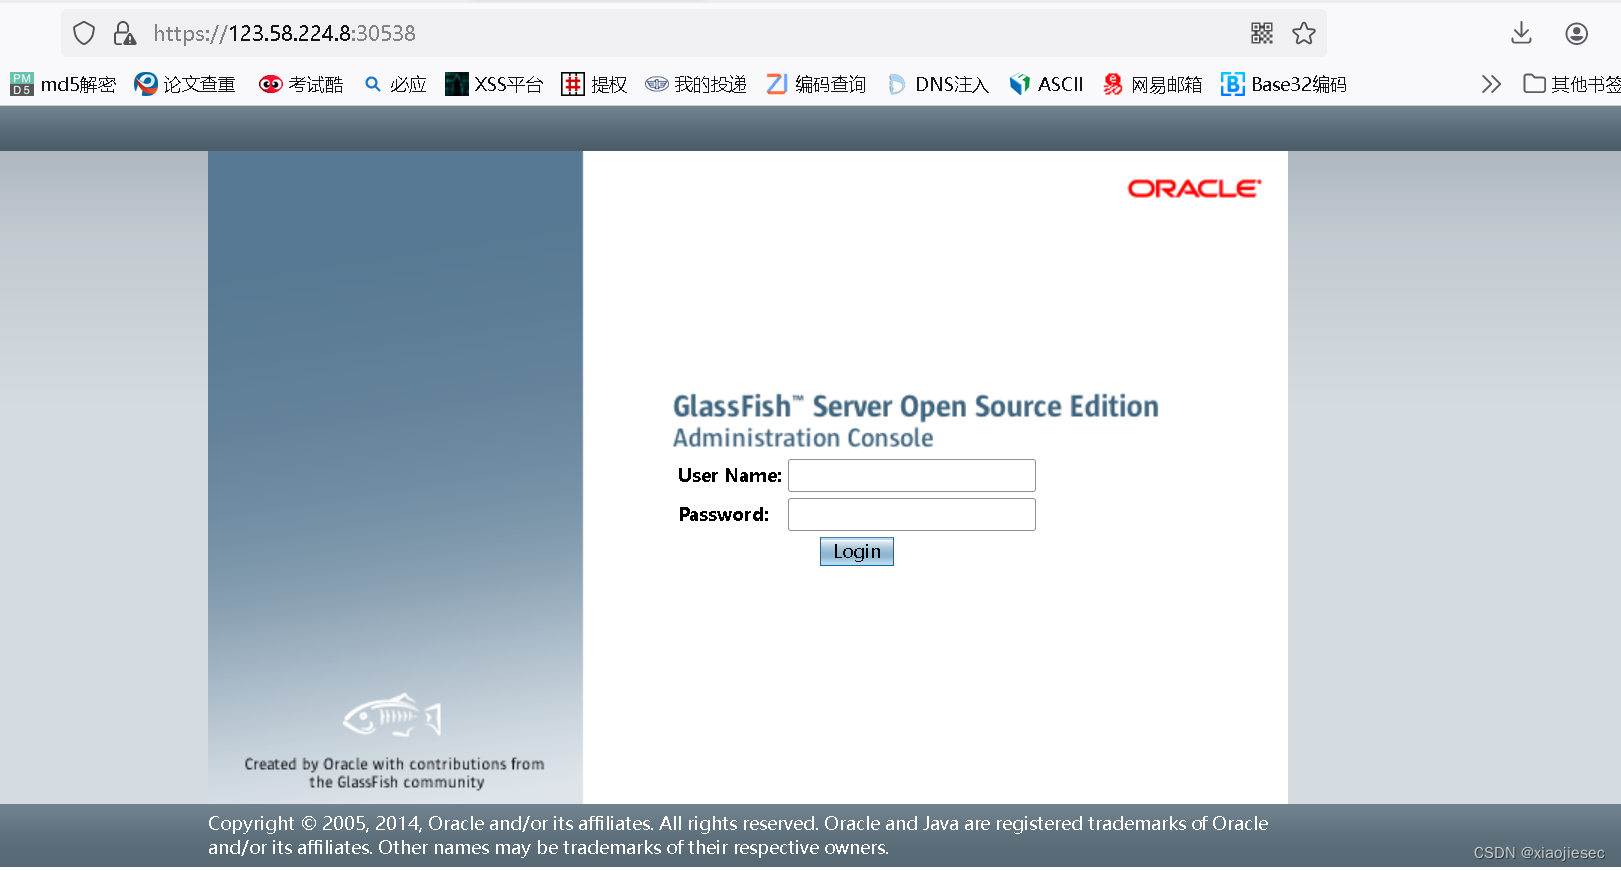 https://123.58.224.8:30538
PM D5 md5解密 论文查重 考试酷 必应 XSS平台 提权 我的投递 编码查询 DNS注入 ASCII 网易邮箱 Base32编码 其他书签
ORACLE
GlassFish™ Server Open Source Edition
Administration Console
User Name:
Password:
Login
Created by Oracle with contributions from
the GlassFish community
Copyright © 2005, 2014, Oracle and/or its affiliates. All rights reserved. Oracle and Java are registered trademarks of Oracle
and/or its affiliates. Other names may be trademarks of their respective owners.
CSDN @xiaojiesec